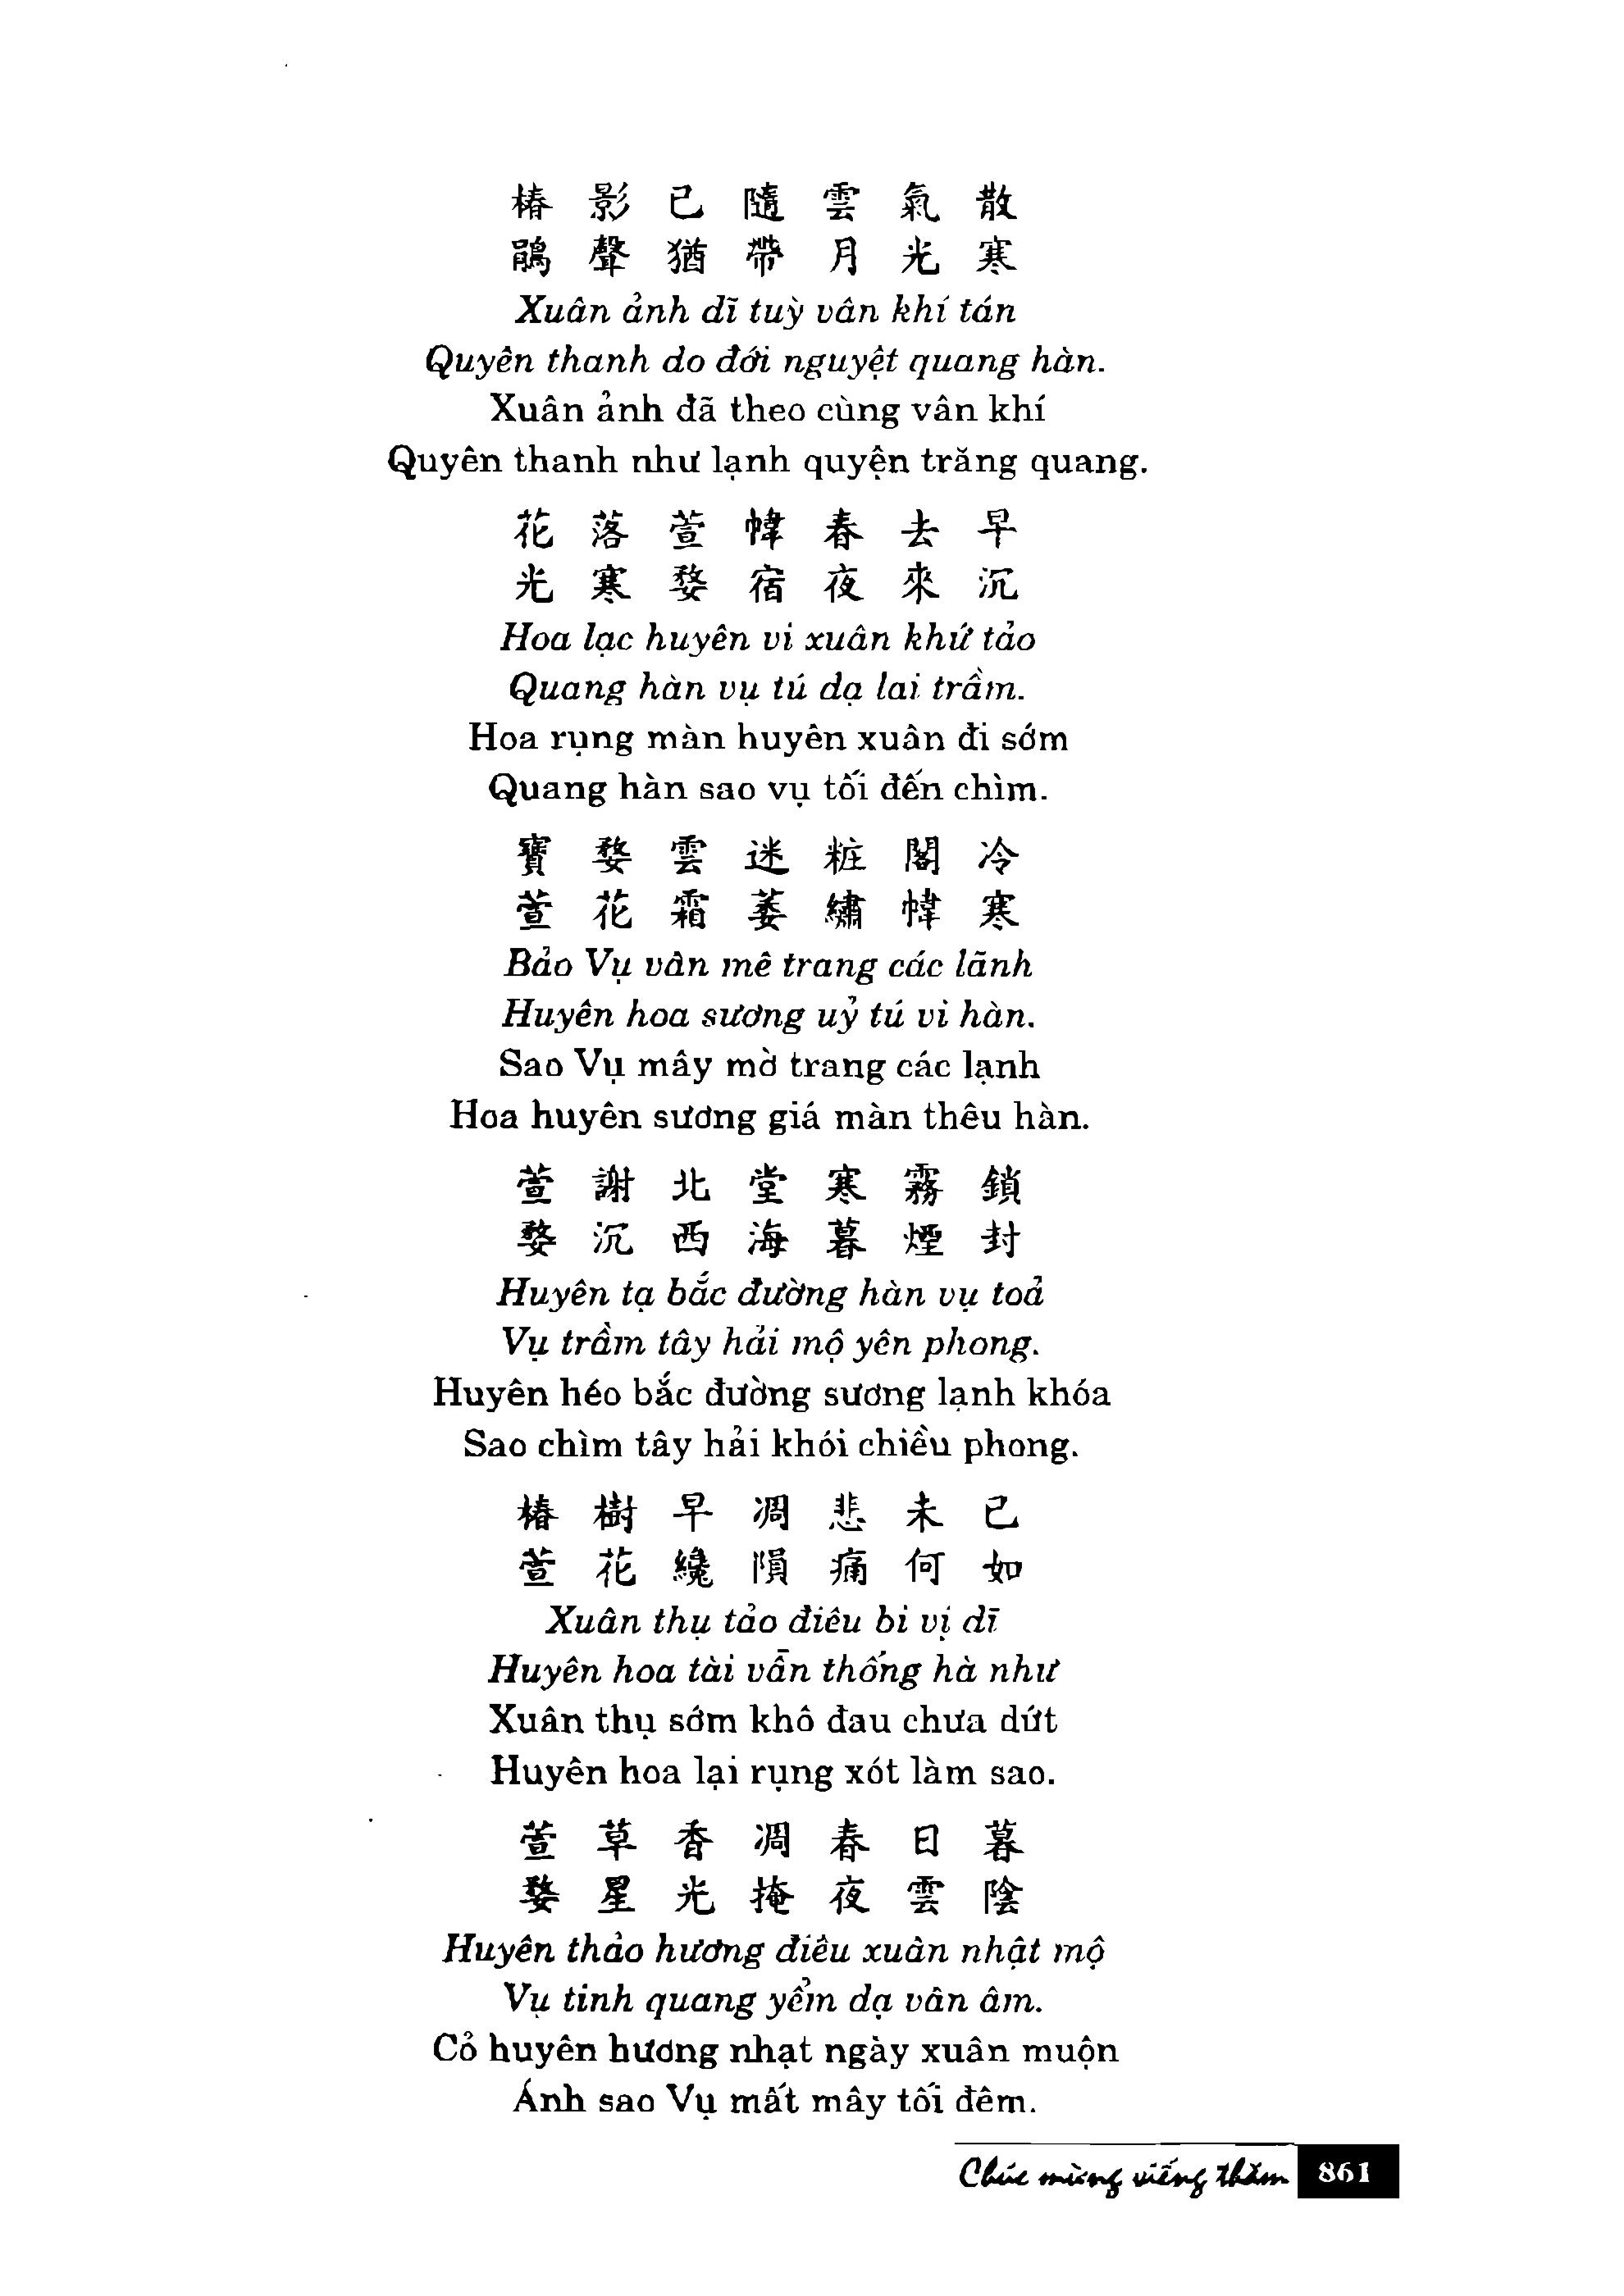 椿影已隨雲氣散
鵑聲猶帶月光寒
Xuân ảnh dĩ tuỳ vân khí tán
Quyên thanh do đới nguyệt quang hàn.
Xuân ảnh đã theo cùng vân khí
Quyên thanh như lạnh quyện trăng quang.
花落萱幃春去早
光寒婺宿夜來沉
Hoa lạc huyên vi xuân khứ tảo
Quang hàn vụ tú dạ lai trầm.
Hoa rụng màn huyên xuân đi sớm
Quang hàn sao vụ tối đến chìm.
寶婺雲迷粧閣冷
萱花霜萎繡幃寒
Bảo Vụ vân mê trang các lãnh
Huyên hoa sương uỷ tú vi hàn.
Sao Vụ mây mờ trang các lạnh
Hoa huyên sương giá màn thêu hàn.
萱謝北堂寒霧鎖
婺沉西海暮煙封
Huyên tạ bắc đường hàn vụ toả
Vụ trầm tây hải mộ yên phong.
Huyên héo bắc đường sương lạnh khóa
Sao chìm tây hải khói chiều phong.
椿樹早凋悲未已
萱花纔隕痛何如
Xuân thụ tảo điêu bi vị dĩ
Huyên hoa tài vẫn thống hà như
Xuân thụ sớm khô đau chưa dứt
Huyên hoa lại rụng xót làm sao.
萱草香凋春日暮
婺星光掩夜雲陰
Huyên thảo hương điêu xuân nhật mộ
Vụ tinh quang yểm dạ vân âm.
Cỏ huyên hương nhạt ngày xuân muộn
Ánh sao Vụ mất mây tối đêm.
Chúc mừng viếng thăm 861